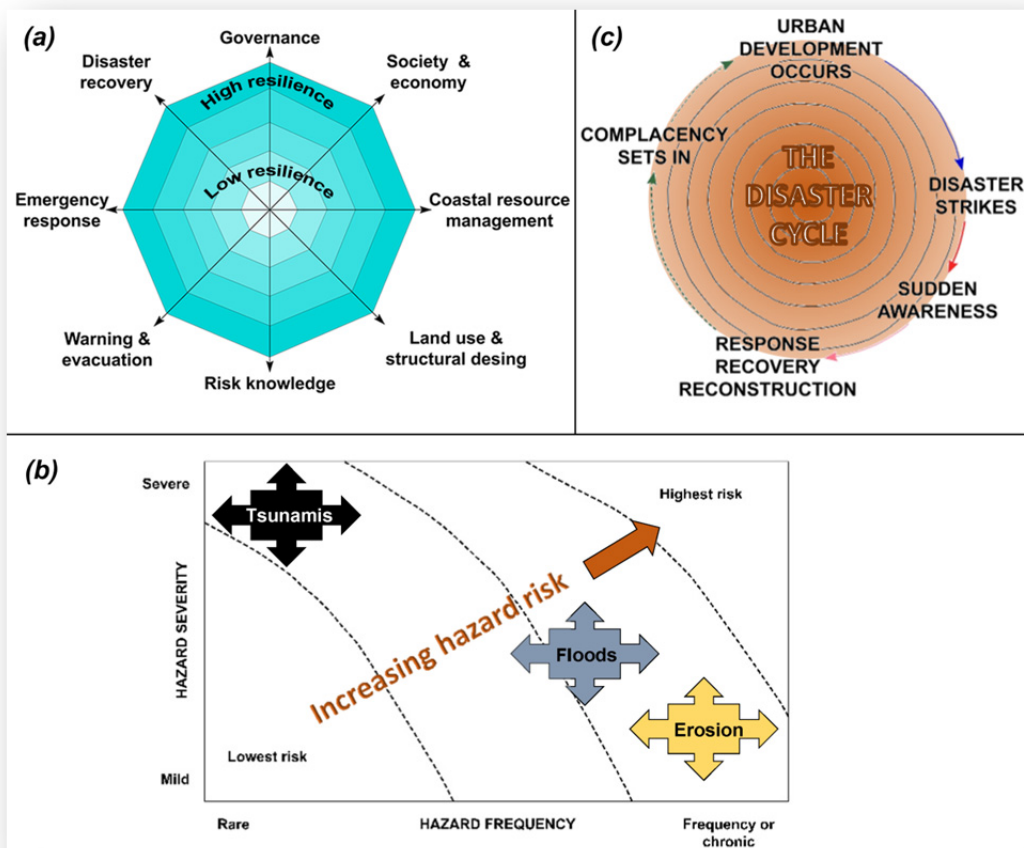 (a)
Governance
Disaster
recovery
Society &
economy
High resilience
Low resilience
Emergency
response
Coastal resource
management
Warning &
evacuation
Land use &
structural desing
Risk knowledge
(c)
URBAN
DEVELOPMENT
OCCURS
COMPLACENCY
SETS IN
THE
DISASTER
CYCLE
DISASTER
STRIKES
SUDDEN
AWARENESS
RESPONSE
RECOVERY
RECONSTRUCTION
(b)
Severe
Tsunamis
Highest risk
HAZARD SEVERITY
Increasing hazard risk
Floods
Erosion
Lowest risk
Mild
Rare
HAZARD FREQUENCY
Frequency or
chronic